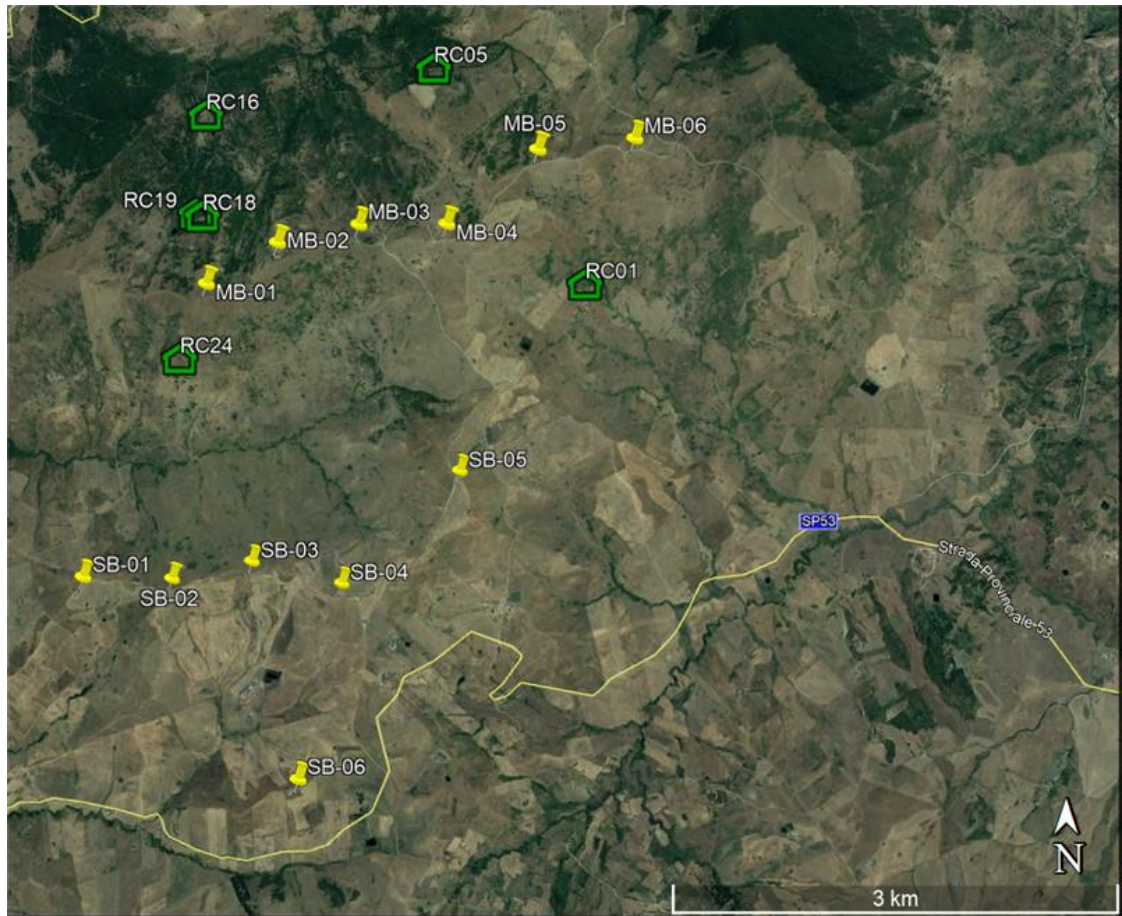 RC05
RC16
MB-05
MB-06
RC19
RC18
MB-03
MB-04
MB-02
RC01
MB-01
RC24
SB-05
SP53
SB-03
SB-01
SB-04
SB-02
Strada-Provinciale-53
SB-06
N
3 km